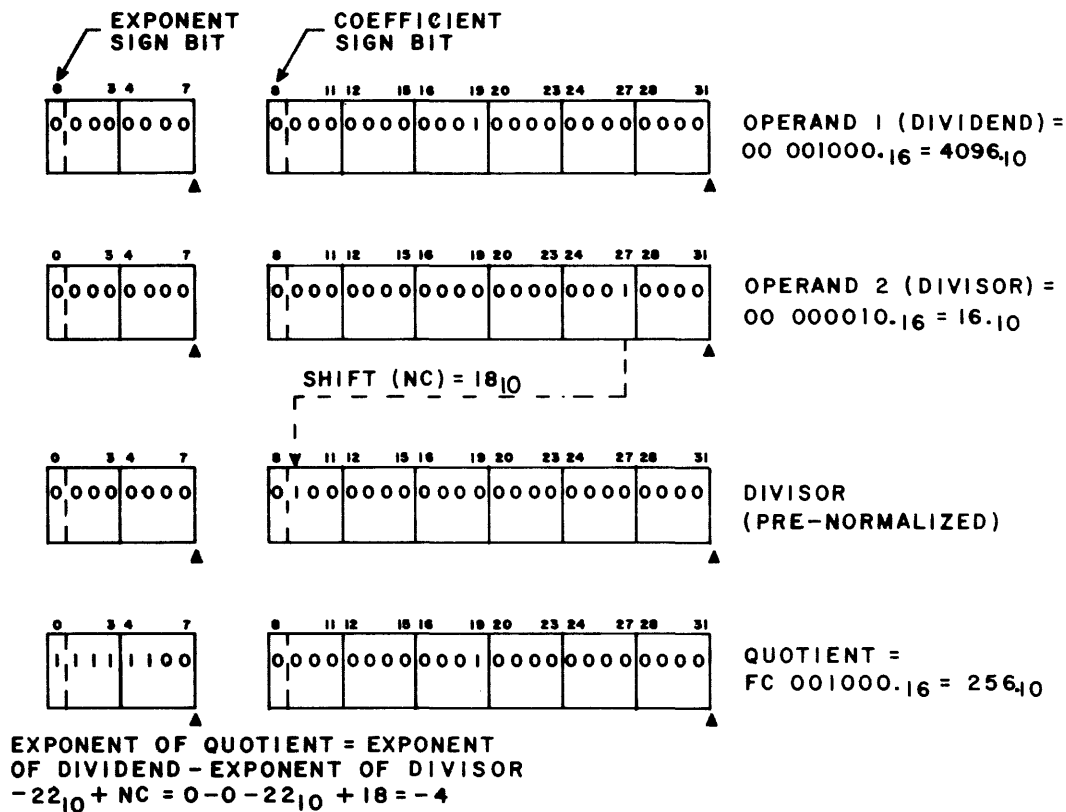 EXPONENT SIGN BIT
COEFFICIENT SIGN BIT
0 3 4 7 8 11 12 15 16 19 20 23 24 27 28 31
0 000 0000 0 000 0000 0001 0000 0000 0000
OPERAND 1 (DIVIDEND) =
00 001000.16 = 4096.10
0 3 4 7 8 11 12 15 16 19 20 23 24 27 28 31
0 000 0000 0 000 0000 0000 0000 0001 0000
OPERAND 2 (DIVISOR) =
00 000010.16 = 16.10
SHIFT (NC) = 1810
0 3 4 7 8 11 12 15 16 19 20 23 24 27 28 31
0 000 0000 0 100 0000 0000 0000 0000 0000
DIVISOR
(PRE-NORMALIZED)
0 3 4 7 8 11 12 15 16 19 20 23 24 27 28 31
1 111 1100 0 000 0000 0001 0000 0000 0000
QUOTIENT =
FC 001000.16 = 256.10
EXPONENT OF QUOTIENT = EXPONENT
OF DIVIDEND - EXPONENT OF DIVISOR
-2210 + NC = 0-0-2210 + 18 = -4